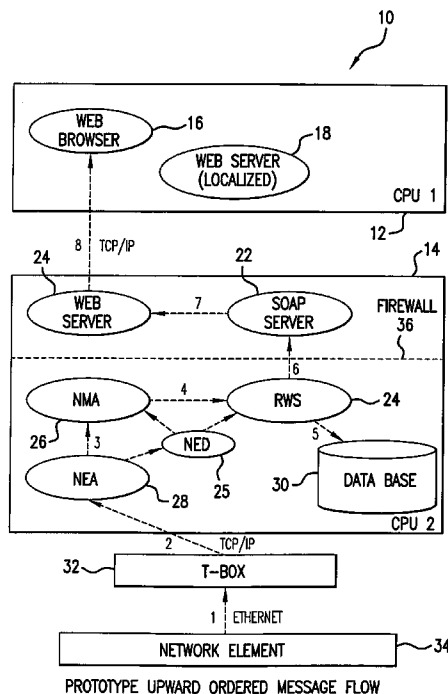 10
WEB
BROWSER
16
18
WEB SERVER
(LOCALIZED)
CPU 1
12
8 TCP/IP
14
24
22
WEB
SERVER
7
SOAP
SERVER
FIREWALL
36
6
NMA
4
RWS
24
26
3
NED
25
5
NEA
28
30
DATA BASE
CPU 2
2 TCP/IP
32
T-BOX
1 ETHERNET
NETWORK ELEMENT
34
PROTOTYPE UPWARD ORDERED MESSAGE FLOW